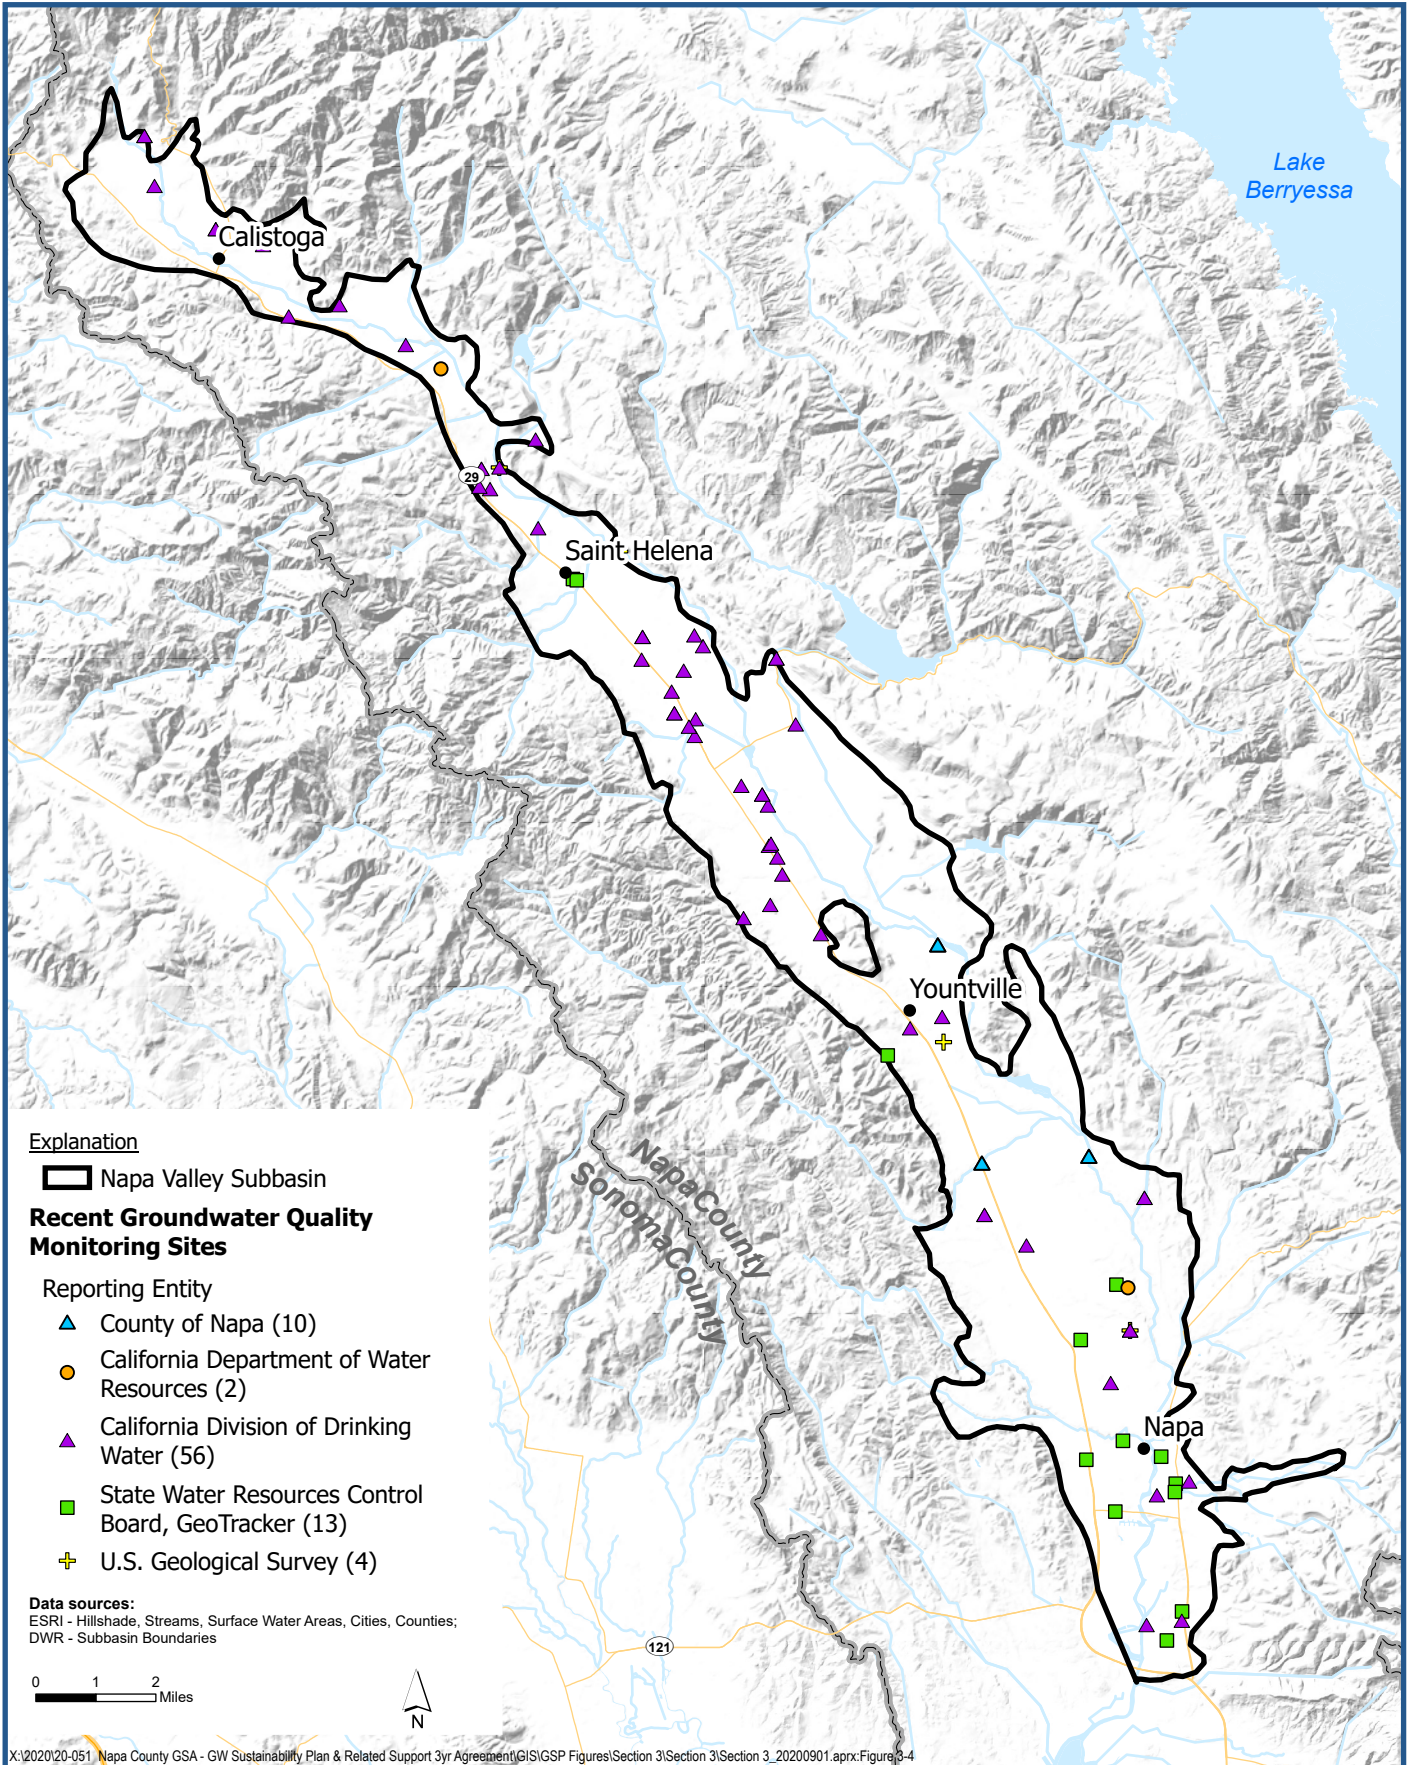 Lake
Berryessa
Calistoga
29
Saint Helena
Yountville
Napa County
Sonoma County
Napa
121
Explanation
Napa Valley Subbasin
Recent Groundwater Quality
Monitoring Sites
Reporting Entity
County of Napa (10)
California Department of Water
Resources (2)
California Division of Drinking
Water (56)
State Water Resources Control
Board, GeoTracker (13)
U.S. Geological Survey (4)
Data sources:
ESRI - Hillshade, Streams, Surface Water Areas, Cities, Counties;
DWR - Subbasin Boundaries
0 1 2
Miles
N
X:\2020\20-051_Napa County GSA - GW Sustainability Plan & Related Support 3yr Agreement\GIS\GSP Figures\Section 3\Section 3\Section 3_20200901.aprx:Figure 3-4